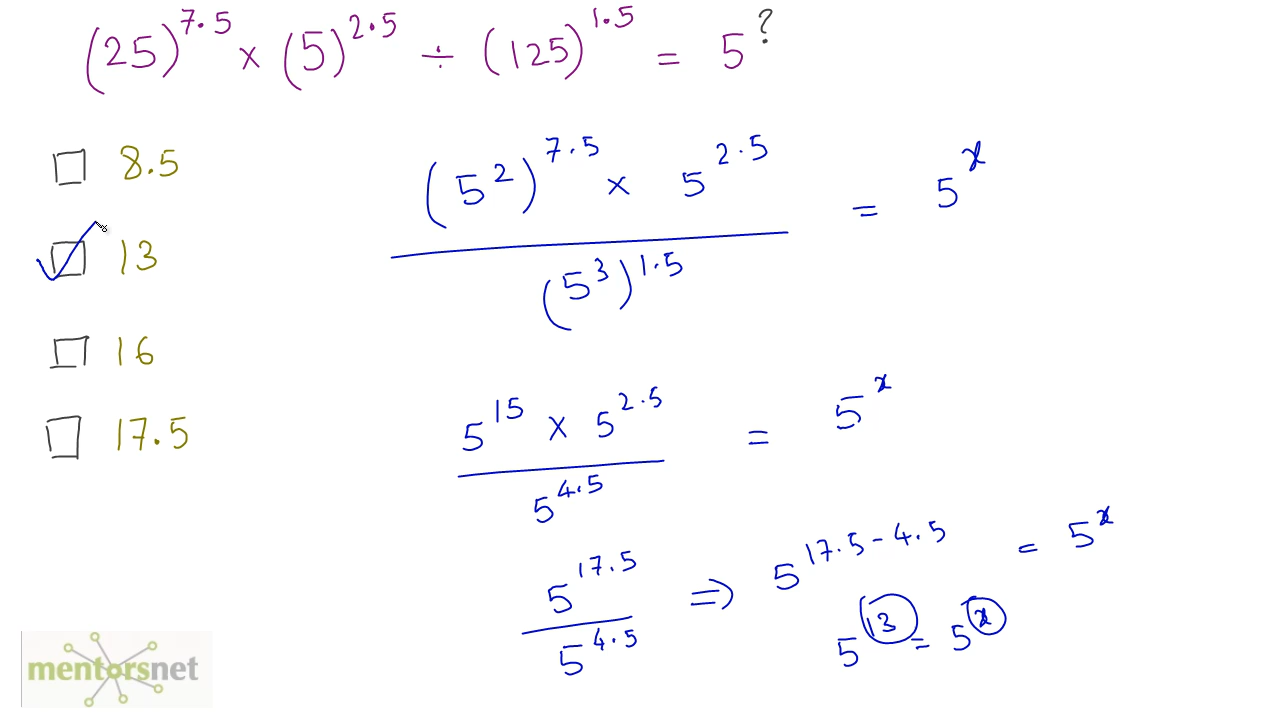 (25)^7.5 × (5)^2.5 ÷ (125)^1.5 = 5^?
8.5
13
16
17.5
(5^2)^7.5 × 5^2.5 = 5^x
(5^3)^1.5
5^15 × 5^2.5 = 5^x
5^4.5
5^17.5 ⇒ 5^17.5-4.5 = 5^x
5^4.5
5^13 = 5^x
mentorsnet